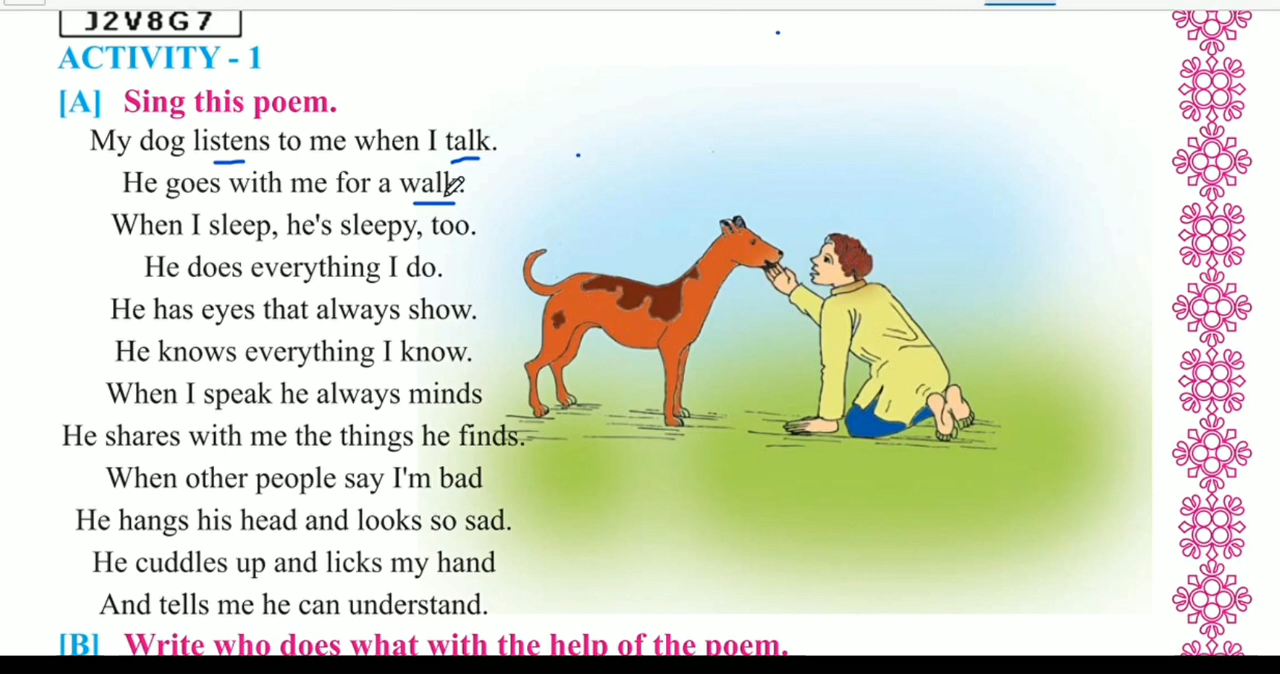 J2V8G7
ACTIVITY - 1
[A] Sing this poem.
My dog listens to me when I talk.
He goes with me for a walk.
When I sleep, he's sleepy, too.
He does everything I do.
He has eyes that always show.
He knows everything I know.
When I speak he always minds
He shares with me the things he finds.
When other people say I'm bad
He hangs his head and looks so sad.
He cuddles up and licks my hand
And tells me he can understand.
[B] Write who does what with the help of the poem.